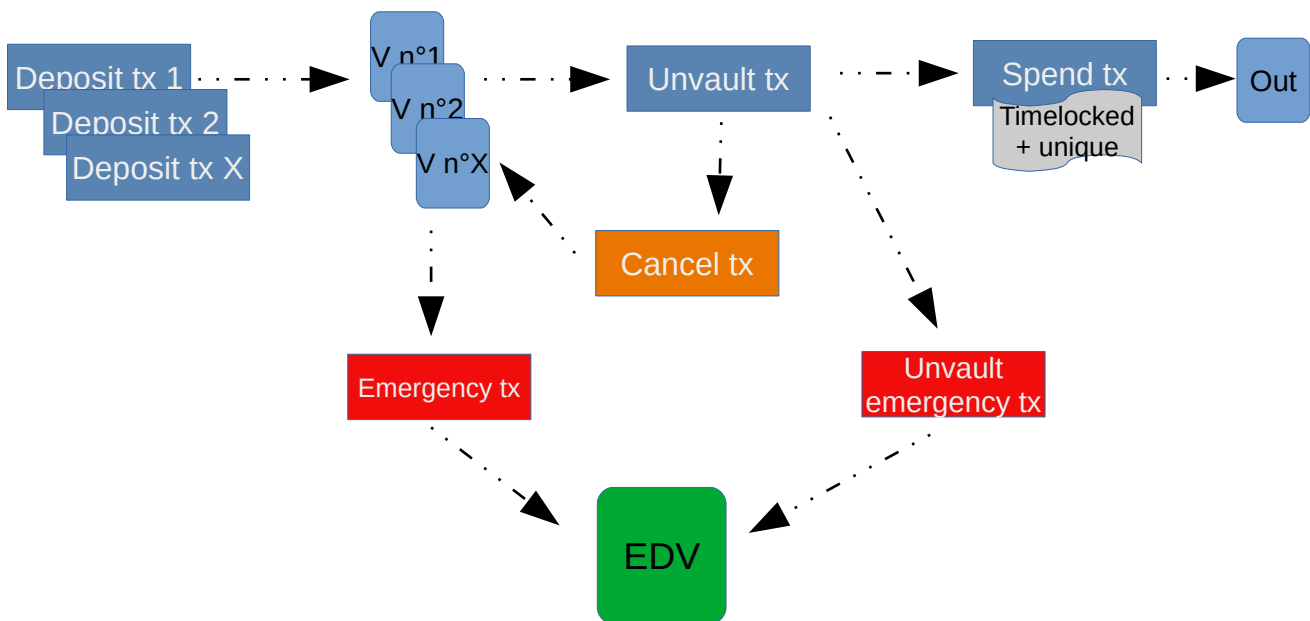 Deposit tx 1
Deposit tx 2
Deposit tx X
V n°1
V n°2
V n°X
Unvault tx
Spend tx
Timelocked
+ unique
Out
Cancel tx
Emergency tx
Unvault
emergency tx
EDV